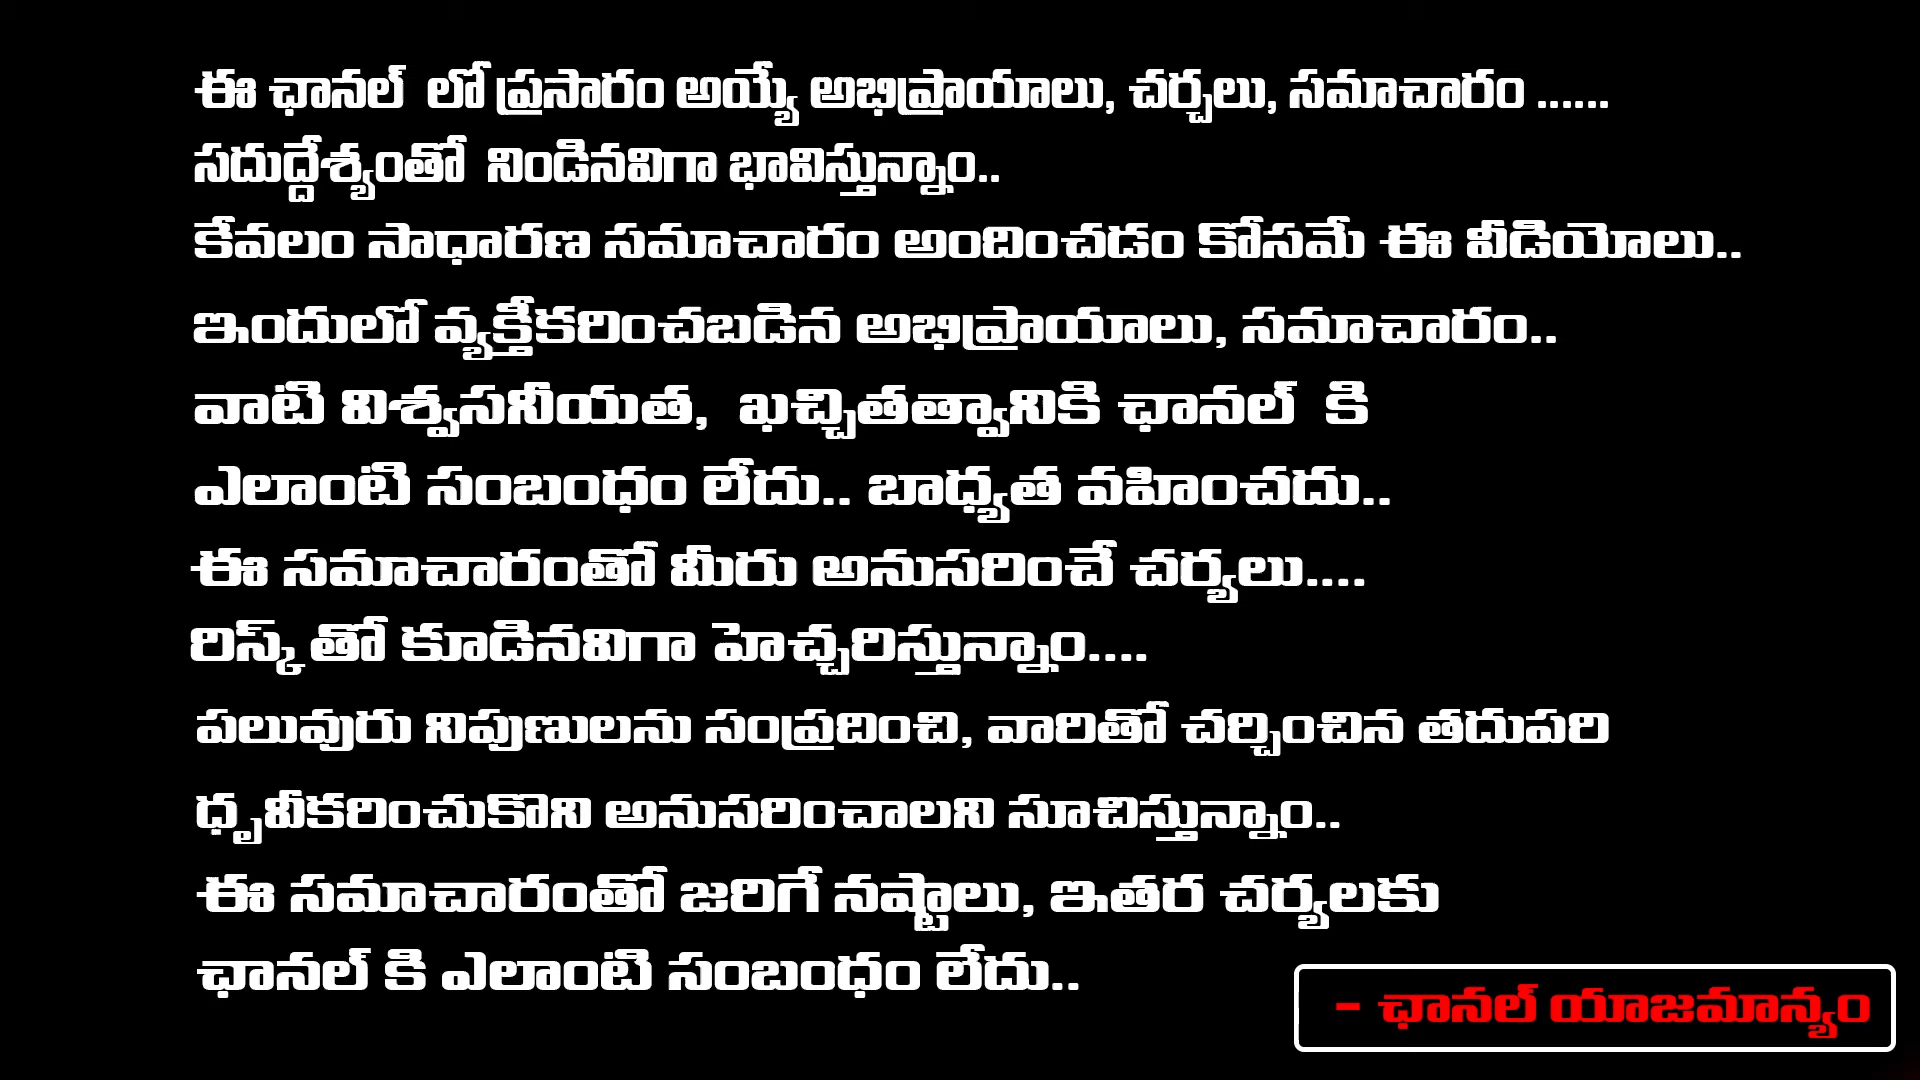 ఈ ఛానల్ లో ప్రసారం అయ్యే అభిప్రాయాలు, చర్చలు, సమాచారం ......
సదుద్దేశ్యంతో నిండినవిగా భావిస్తున్నాం..
కేవలం సాధారణ సమాచారం అందించడం కోసమే ఈ వీడియోలు..
ఇందులో వ్యక్తీకరించబడిన అభిప్రాయాలు, సమాచారం..
వాటి విశ్వసనీయత, ఖచ్చితత్వానికి ఛానల్ కి
ఎలాంటి సంబంధం లేదు.. బాధ్యత వహించదు..
ఈ సమాచారంతో మీరు అనుసరించే చర్యలు....
రిస్క్ తో కూడినవిగా హెచ్చరిస్తున్నాం....
పలువురు నిపుణులను సంప్రదించి, వారితో చర్చించిన తదుపరి
ధృవీకరించుకొని అనుసరించాలని సూచిస్తున్నాం..
ఈ సమాచారంతో జరిగే నష్టాలు, ఇతర చర్యలకు
ఛానల్ కి ఎలాంటి సంబంధం లేదు..
- ఛానల్ యాజమాన్యం